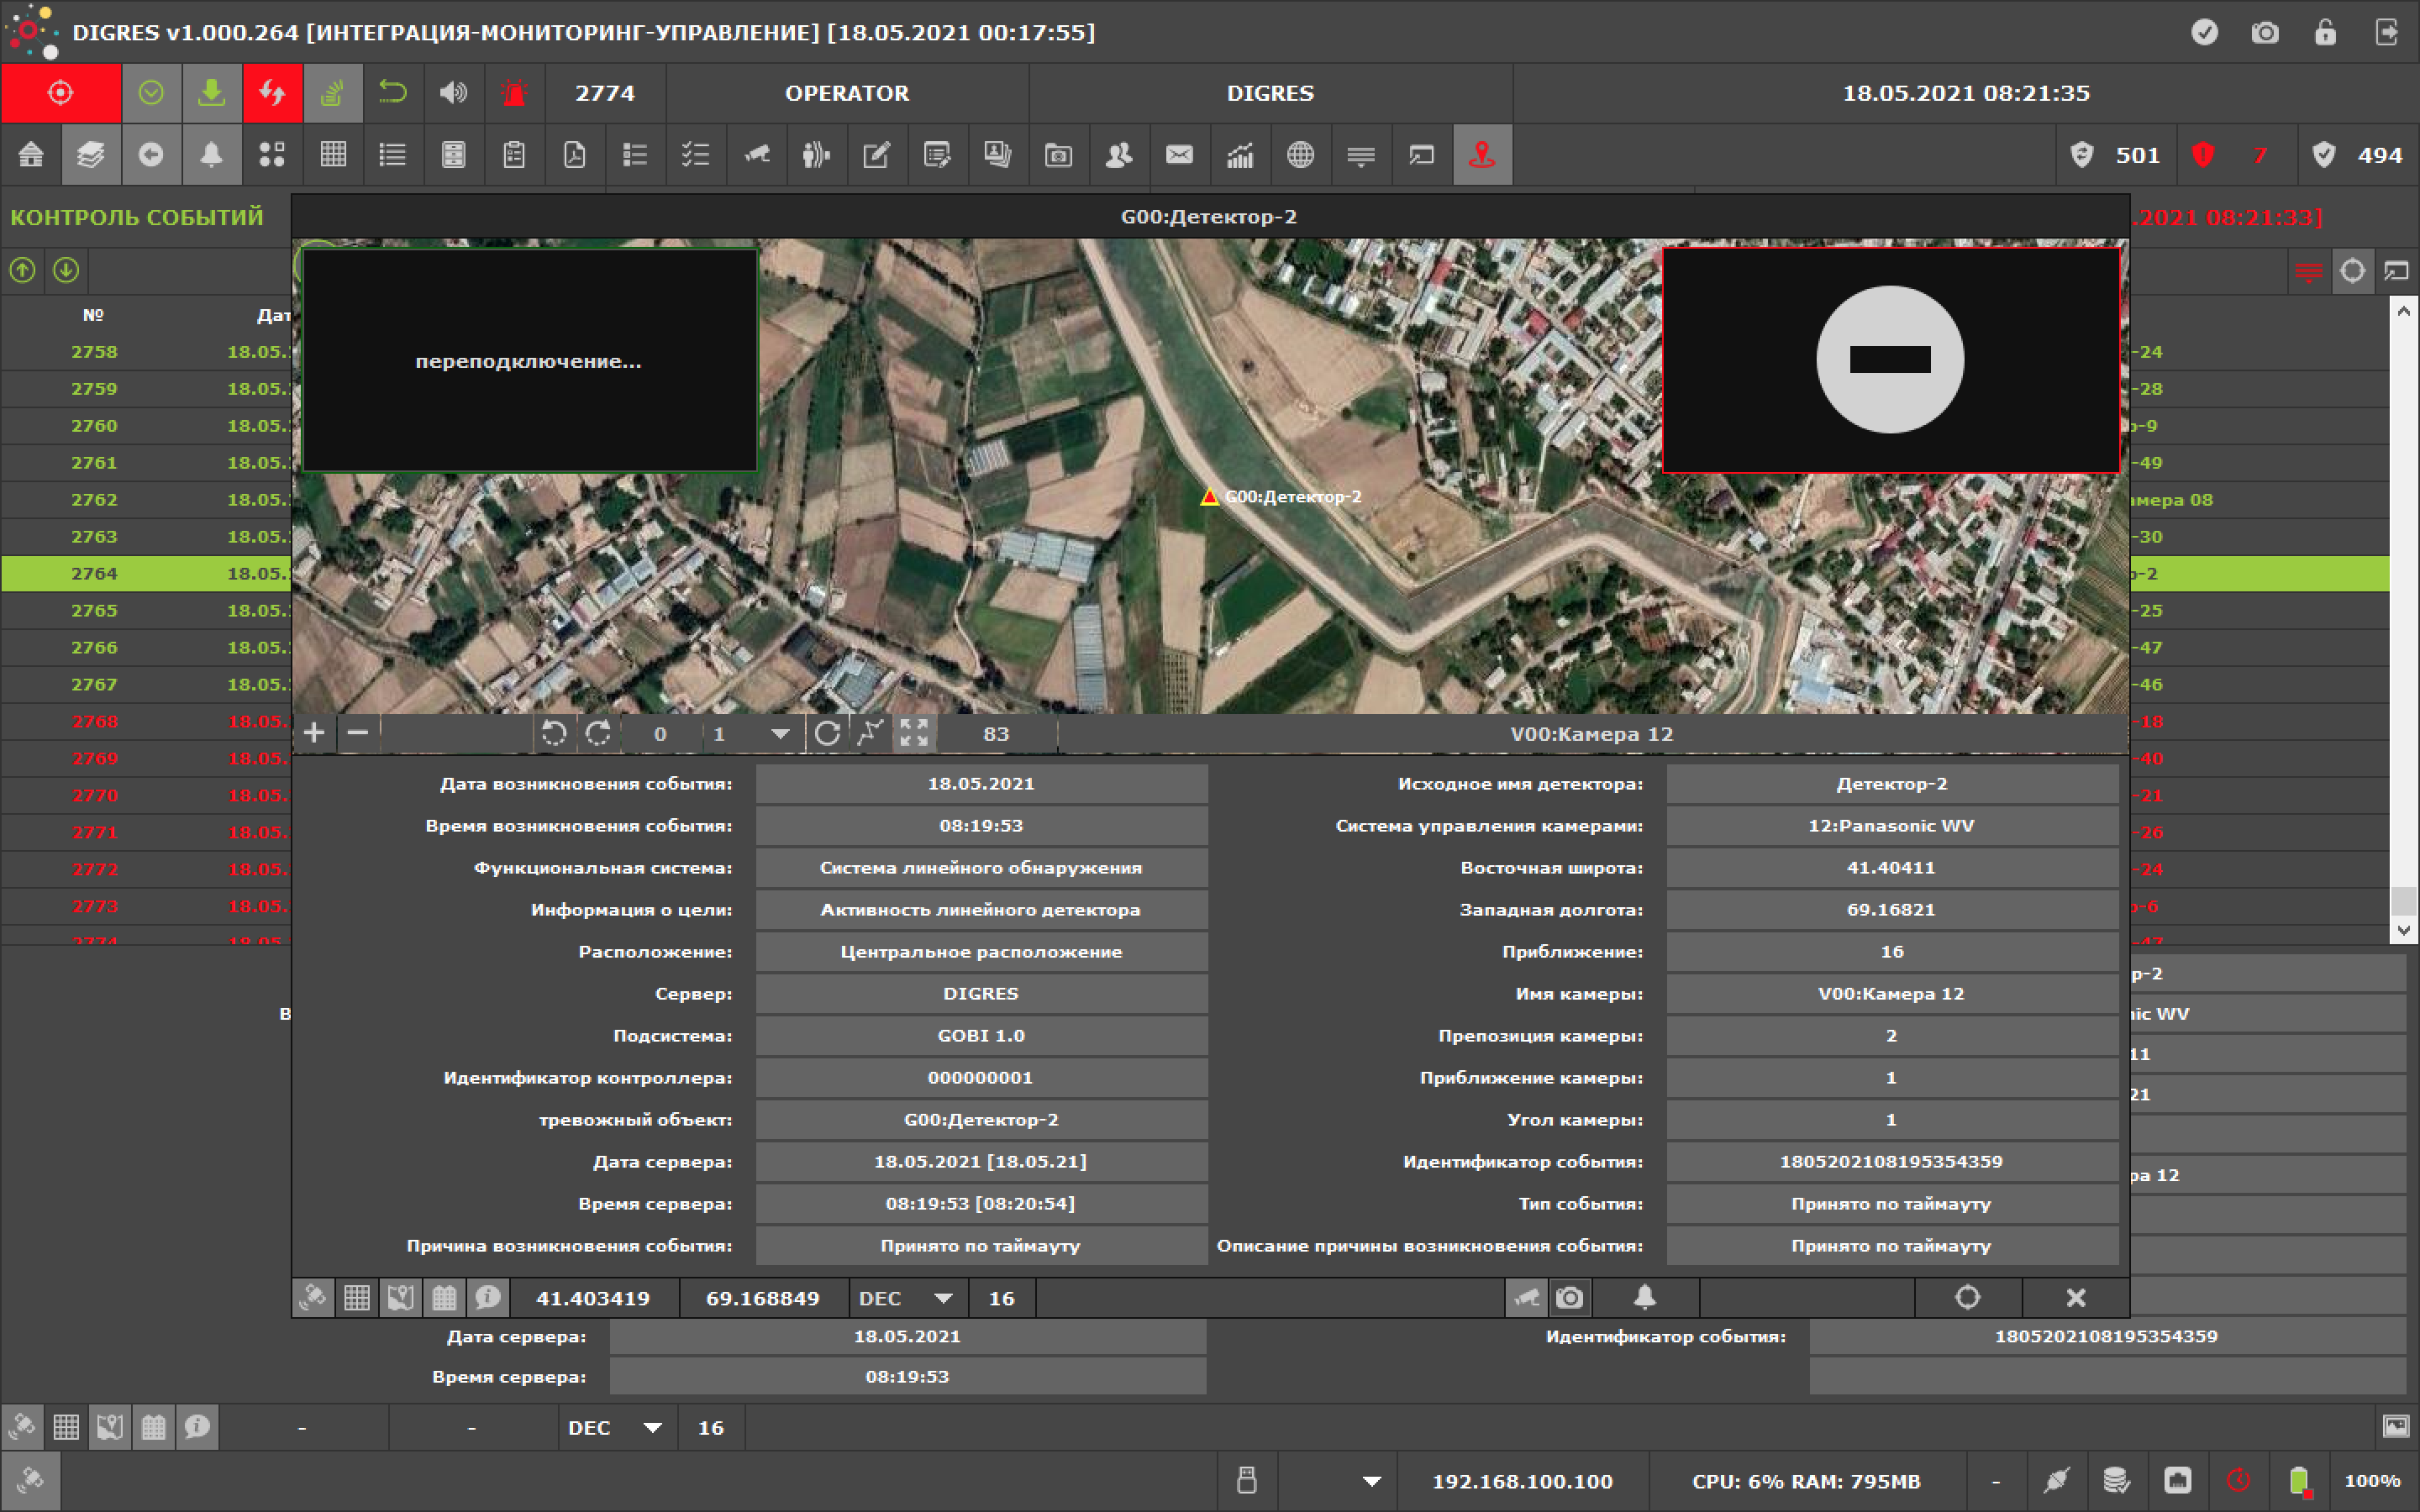 DIGRES v1.000.264 [ИНТЕГРАЦИЯ-МОНИТОРИНГ-УПРАВЛЕНИЕ] [18.05.2021 00:17:55]
2774 OPERATOR DIGRES 18.05.2021 08:21:35
501 7 494
КОНТРОЛЬ СОБЫТИЙ G00:Детектор-2 .2021 08:21:33]
№ Дат
переподключение...
2758 18.05. -24
2759 18.05. -28
2760 18.05. р-9
2761 18.05. -49
2762 18.05. амера 08
G00:Детектор-2
2763 18.05. -30
2764 18.05. р-2
2765 18.05. -25
2766 18.05. -47
2767 18.05. -46
2768 18.05. -18
0 1 83 V00:Камера 12
2769 18.05. -40
2770 18.05. -21
2771 18.05. -26
2772 18.05. -24
2773 18.05. р-6
2774 18.05 -47
Дата возникновения события: 18.05.2021 Исходное имя детектора: Детектор-2
Время возникновения события: 08:19:53 Система управления камерами: 12:Panasonic WV
Функциональная система: Система линейного обнаружения Восточная широта: 41.40411
Информация о цели: Активность линейного детектора Западная долгота: 69.16821
Расположение: Центральное расположение Приближение: 16
р-2
Сервер: DIGRES Имя камеры: V00:Камера 12
В nic WV
Подсистема: GOBI 1.0 Препозиция камеры: 2
11
Идентификатор контроллера: 000000001 Приближение камеры: 1
21
тревожный объект: G00:Детектор-2 Угол камеры: 1
Дата сервера: 18.05.2021 [18.05.21] Идентификатор события: 1805202108195354359
ра 12
Время сервера: 08:19:53 [08:20:54] Тип события: Принято по таймауту
Причина возникновения события: Принято по таймауту Описание причины возникновения события: Принято по таймауту
41.403419 69.168849 DEC 16
Дата сервера: 18.05.2021 Идентификатор события: 1805202108195354359
Время сервера: 08:19:53
- - DEC 16
192.168.100.100 CPU: 6% RAM: 795MB - 100%